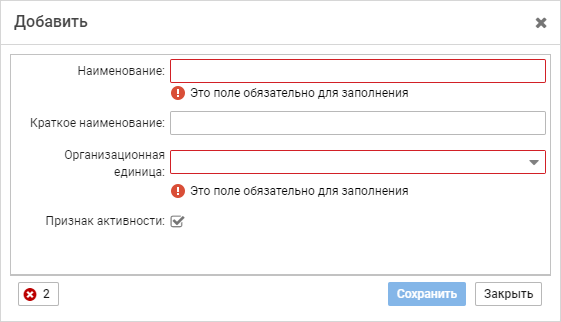 Добавить
Наименование:
Это поле обязательно для заполнения
Краткое наименование:
Организационная
единица:
Это поле обязательно для заполнения
Признак активности:
2
Сохранить
Закрыть